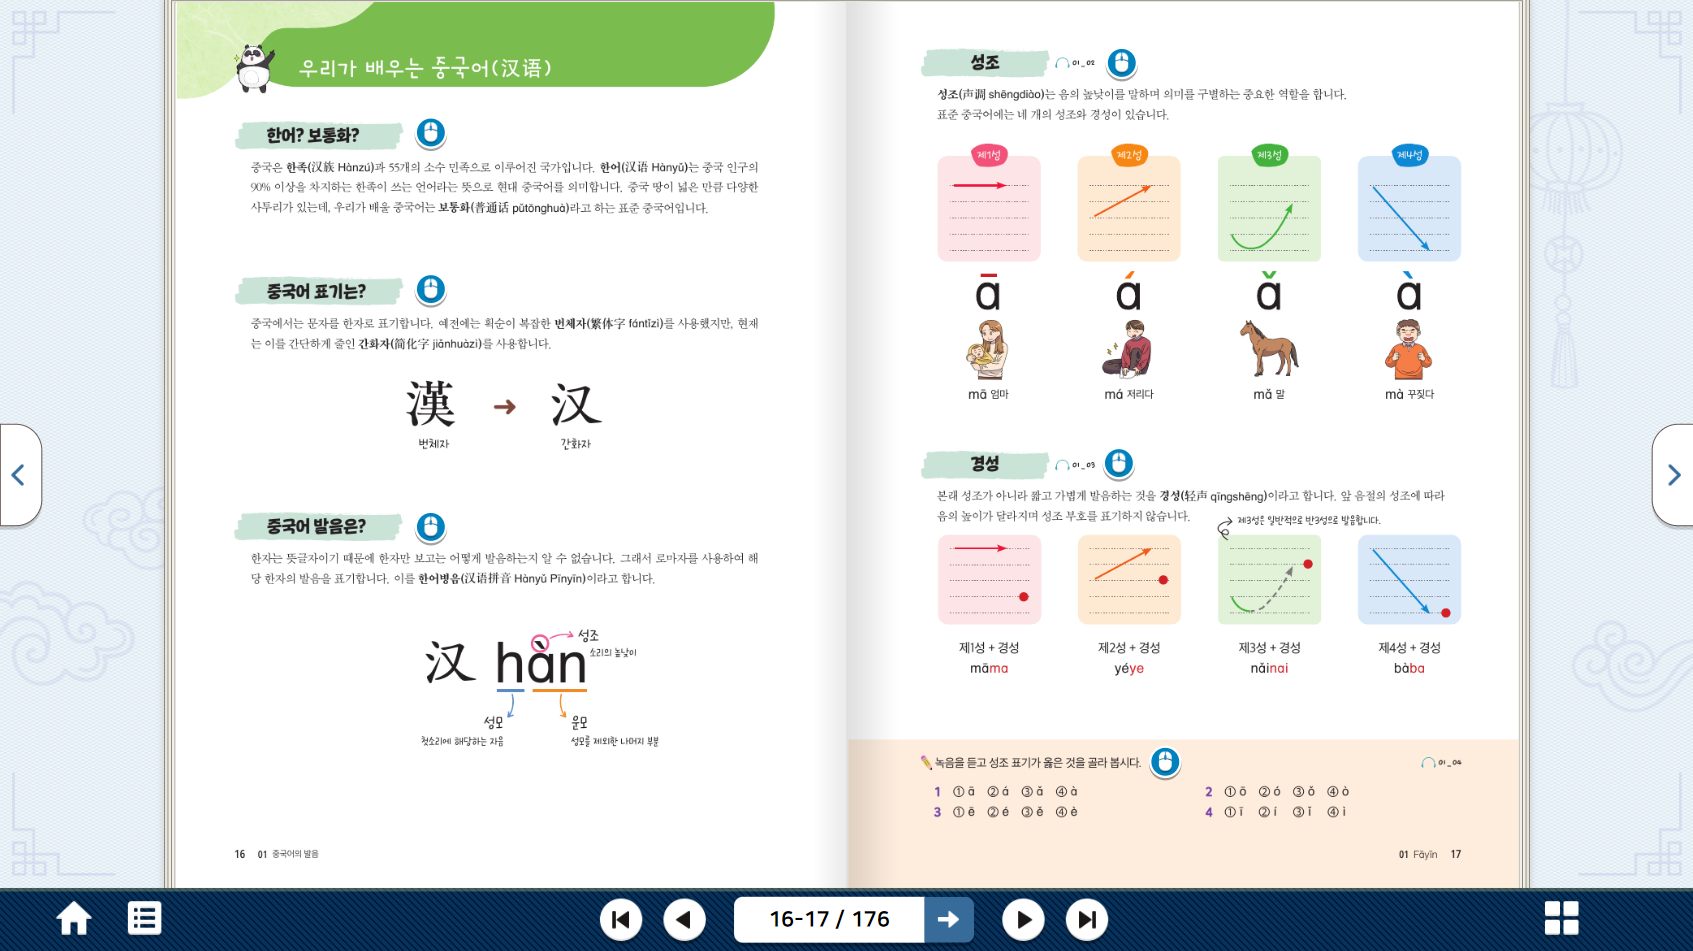 우리가 배우는 중국어(汉语)
한어? 보통화?
중국은 한족(汉族 Hànzú)과 55개의 소수 민족으로 이루어진 국가입니다. 한어(汉语 Hànyǔ)는 중국 인구의
90% 이상을 차지하는 한족이 쓰는 언어라는 뜻으로 현대 중국어를 의미합니다. 중국 땅이 넓은 만큼 다양한
사투리가 있는데, 우리가 배울 중국어는 보통화(普通话 pǔtōnghuà)라고 하는 표준 중국어입니다.
중국어 표기는?
중국에서는 문자를 한자로 표기합니다. 예전에는 획순이 복잡한 번체자(繁体字 fántǐzì)를 사용했지만, 현재
는 이를 간단하게 줄인 간화자(简化字 jiǎnhuàzì)를 사용합니다.
漢 → 汉
번체자 간화자
중국어 발음은?
한자는 뜻글자이기 때문에 한자만 보고는 어떻게 발음하는지 알 수 없습니다. 그래서 로마자를 사용하여 해
당 한자의 발음을 표기합니다. 이를 한어병음(汉语拼音 Hànyǔ Pīnyīn)이라고 합니다.
성조
소리의 높낮이
汉 hàn
성모 운모
첫소리에 해당하는 자음 성모를 제외한 나머지 부분
16 01 중국어의 발음
성조 01_02
성조(声调 shēngdiào)는 음의 높낮이를 말하며 의미를 구별하는 중요한 역할을 합니다.
표준 중국어에는 네 개의 성조와 경성이 있습니다.
제1성 제2성 제3성 제4성
ā á ǎ à
mā 엄마 má 저리다 mǎ 말 mà 꾸짖다
경성 01_03
본래 성조가 아니라 짧고 가볍게 발음하는 것을 경성(轻声 qīngshēng)이라고 합니다. 앞 음절의 성조에 따라
음의 높이가 달라지며 성조 부호를 표기하지 않습니다.
제3성은 일반적으로 반3성으로 발음합니다.
제1성 + 경성 제2성 + 경성 제3성 + 경성 제4성 + 경성
māma yéye nǎinai bàba
녹음을 듣고 성조 표기가 옳은 것을 골라 봅시다. 01_04
1 ① ā ② á ③ ǎ ④ à 2 ① ō ② ó ③ ǒ ④ ò
3 ① ē ② é ③ ě ④ è 4 ① ī ② í ③ ǐ ④ ì
01 Fāyīn 17
16-17 / 176